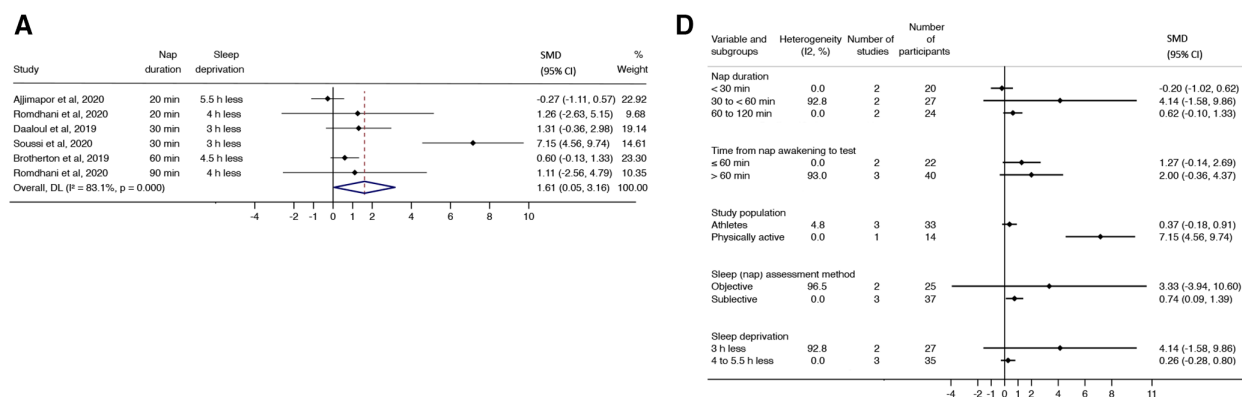 A
Study Nap duration Sleep deprivation SMD (95% CI) % Weight
Ajjimapor et al, 2020 20 min 5.5 h less -0.27 (-1.11, 0.57) 22.92
Romdhani et al, 2020 20 min 4 h less 1.26 (-2.63, 5.15) 9.68
Daaloul et al, 2019 30 min 3 h less 1.31 (-0.36, 2.98) 19.14
Soussi et al, 2020 30 min 3 h less 7.15 (4.56, 9.74) 14.61
Brotherton et al, 2019 60 min 4.5 h less 0.60 (-0.13, 1.33) 23.30
Romdhani et al, 2020 90 min 4 h less 1.11 (-2.56, 4.79) 10.35
Overall, DL (I² = 83.1%, p = 0.000) 1.61 (0.05, 3.16) 100.00
-4 -2 -1 0 1 2 4 6 8 10
D
Variable and subgroups Heterogeneity (I2, %) Number of studies Number of participants SMD (95% CI)
Nap duration
< 30 min 0.0 2 20 -0.20 (-1.02, 0.62)
30 to < 60 min 92.8 2 27 4.14 (-1.58, 9.86)
60 to 120 min 0.0 2 24 0.62 (-0.10, 1.33)
Time from nap awakening to test
≤ 60 min 0.0 2 22 1.27 (-0.14, 2.69)
> 60 min 93.0 3 40 2.00 (-0.36, 4.37)
Study population
Athletes 4.8 3 33 0.37 (-0.18, 0.91)
Physically active 0.0 1 14 7.15 (4.56, 9.74)
Sleep (nap) assessment method
Objective 96.5 2 25 3.33 (-3.94, 10.60)
Sublective 0.0 3 37 0.74 (0.09, 1.39)
Sleep deprivation
3 h less 92.8 2 27 4.14 (-1.58, 9.86)
4 to 5.5 h less 0.0 3 35 0.26 (-0.28, 0.80)
-4 -2 -1 0 1 2 4 6 8 11